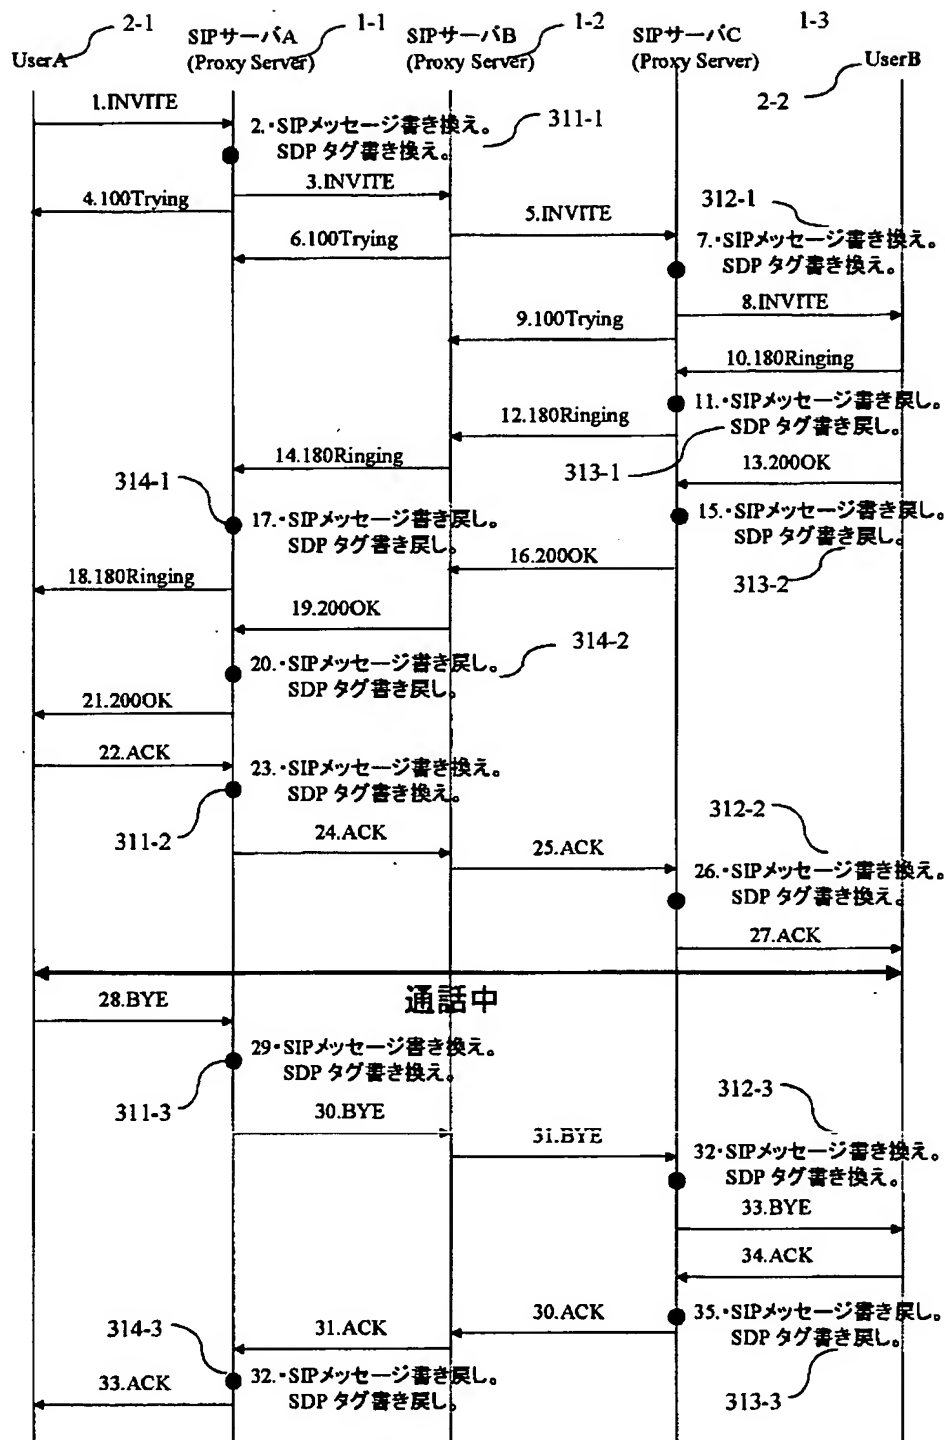 2-1
1-1
1-2
1-3
UserA
SIPサーバA
(Proxy Server)
SIPサーバB
(Proxy Server)
SIPサーバC
(Proxy Server)
UserB
2-2
1.INVITE
2.・SIPメッセージ書き換え。
SDP タグ書き換え。
311-1
3.INVITE
4.100Trying
5.INVITE
312-1
6.100Trying
7.・SIPメッセージ書き換え。
SDP タグ書き換え。
8.INVITE
9.100Trying
10.180Ringing
11.・SIPメッセージ書き戻し。
SDP タグ書き戻し。
12.180Ringing
313-1
13.200OK
14.180Ringing
314-1
15.・SIPメッセージ書き戻し。
SDP タグ書き戻し。
17.・SIPメッセージ書き戻し。
SDP タグ書き戻し。
16.200OK
313-2
18.180Ringing
19.200OK
314-2
20.・SIPメッセージ書き戻し。
SDP タグ書き戻し。
21.200OK
22.ACK
23.・SIPメッセージ書き換え。
SDP タグ書き換え。
311-2
24.ACK
312-2
25.ACK
26.・SIPメッセージ書き換え。
SDP タグ書き換え。
27.ACK
通話中
28.BYE
29・SIPメッセージ書き換え。
SDP タグ書き換え。
311-3
30.BYE
312-3
31.BYE
32・SIPメッセージ書き換え。
SDP タグ書き換え。
33.BYE
34.ACK
35.・SIPメッセージ書き戻し。
SDP タグ書き戻し。
30.ACK
31.ACK
314-3
32.・SIPメッセージ書き戻し。
SDP タグ書き戻し。
33.ACK
313-3